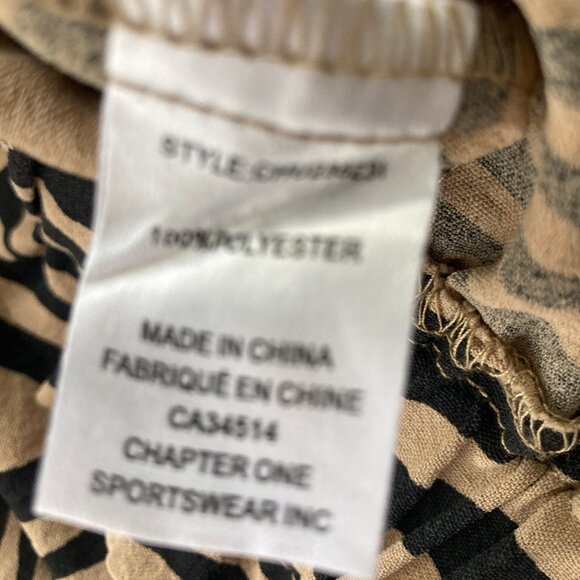 STYLE:
100%POLYESTER
MADE IN CHINA
FABRIQUÉ EN CHINE
CA34514
CHAPTER ONE
SPORTSWEAR INC